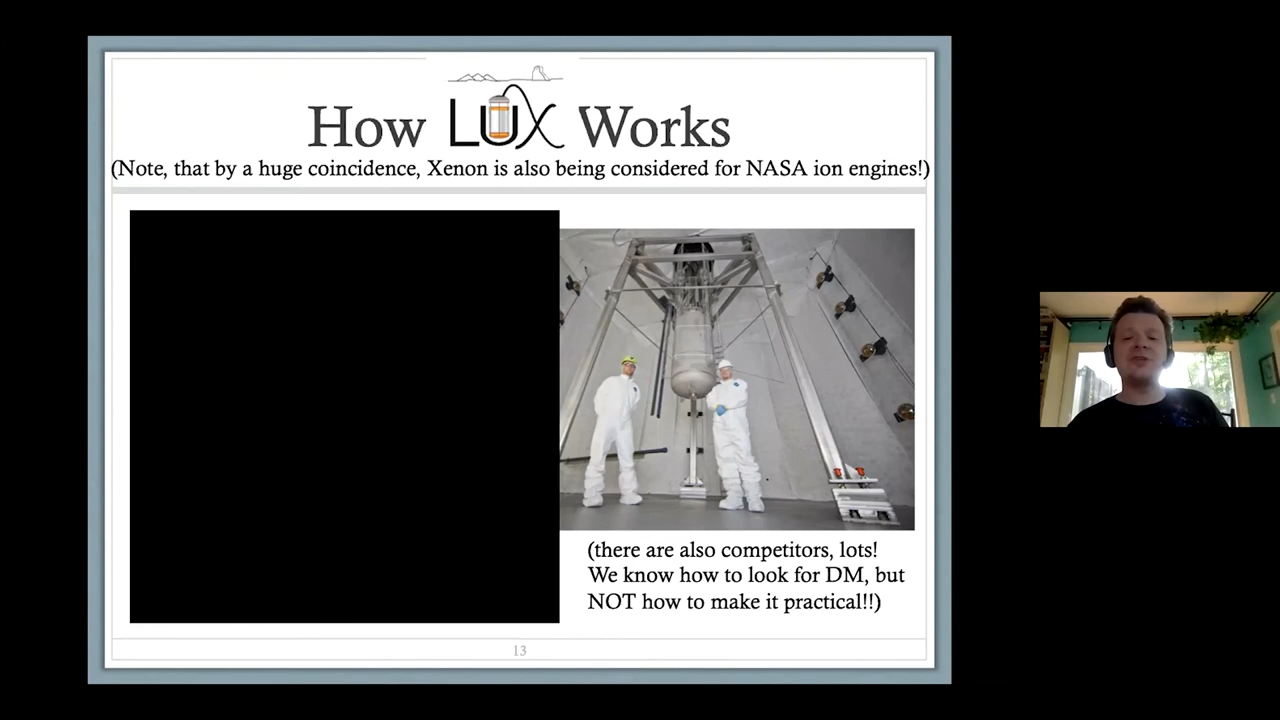 How LUX Works
(Note, that by a huge coincidence, Xenon is also being considered for NASA ion engines!)
(there are also competitors, lots!
We know how to look for DM, but
NOT how to make it practical!!)
13